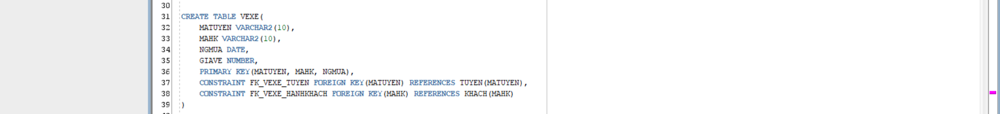 30
31 CREATE TABLE VEXE(
32 MATUYEN VARCHAR2(10),
33 MAHK VARCHAR2(10),
34 NGMUA DATE,
35 GIAVE NUMBER,
36 PRIMARY KEY(MATUYEN, MAHK, NGMUA),
37 CONSTRAINT FK_VEXE_TUYEN FOREIGN KEY(MATUYEN) REFERENCES TUYEN(MATUYEN),
38 CONSTRAINT FK_VEXE_HANHKHACH FOREIGN KEY(MAHK) REFERENCES KHACH(MAHK)
39 )